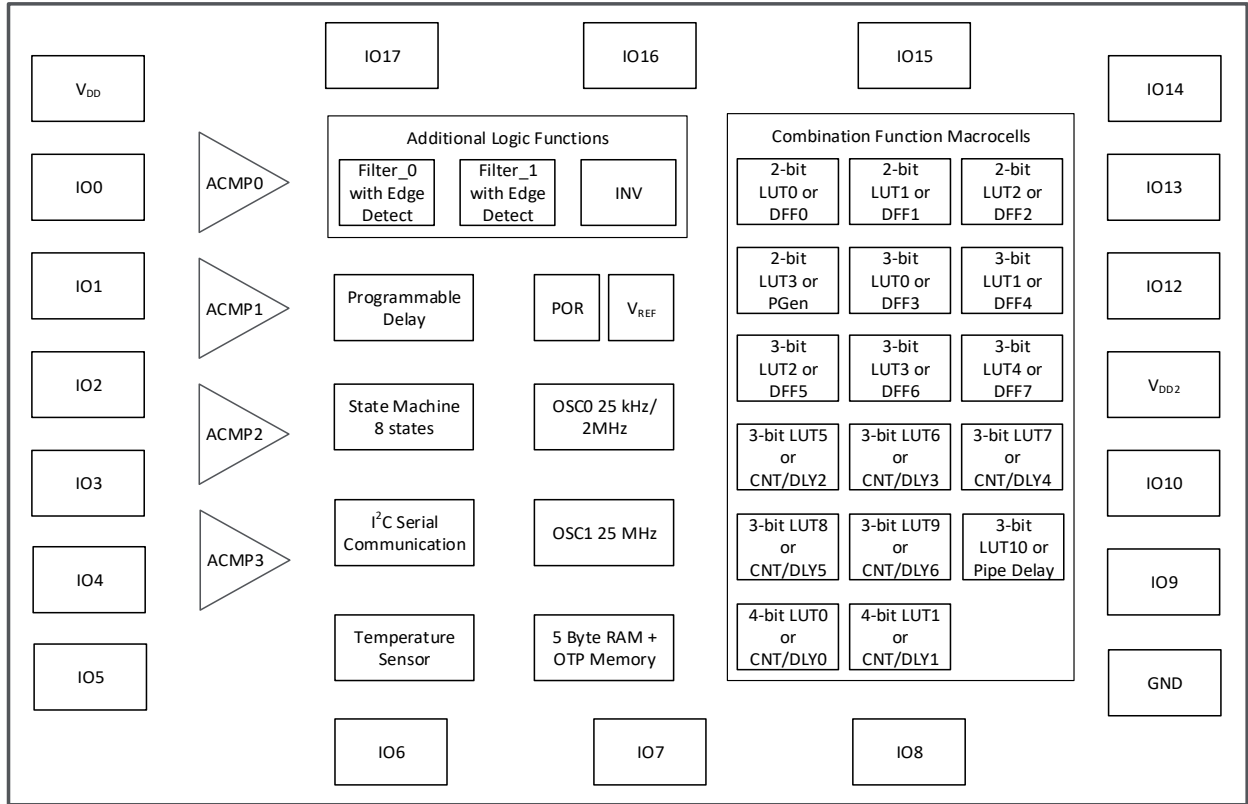 IO17
IO16
IO15
VDD
IO14
IO0
IO13
IO1
IO12
IO2
VDD2
IO3
IO10
IO4
IO9
IO5
GND
IO6
IO7
IO8
ACMP0
ACMP1
ACMP2
ACMP3
Additional Logic Functions
Filter_0
with Edge
Detect
Filter_1
with Edge
Detect
INV
Programmable
Delay
POR
VREF
State Machine
8 states
OSC0 25 kHz/
2MHz
I2C Serial
Communication
OSC1 25 MHz
Temperature
Sensor
5 Byte RAM +
OTP Memory
Combination Function Macrocells
2-bit
LUT0 or
DFF0
2-bit
LUT1 or
DFF1
2-bit
LUT2 or
DFF2
2-bit
LUT3 or
PGen
3-bit
LUT0 or
DFF3
3-bit
LUT1 or
DFF4
3-bit
LUT2 or
DFF5
3-bit
LUT3 or
DFF6
3-bit
LUT4 or
DFF7
3-bit LUT5
or
CNT/DLY2
3-bit LUT6
or
CNT/DLY3
3-bit LUT7
or
CNT/DLY4
3-bit LUT8
or
CNT/DLY5
3-bit LUT9
or
CNT/DLY6
3-bit
LUT10 or
Pipe Delay
4-bit LUT0
or
CNT/DLY0
4-bit LUT1
or
CNT/DLY1